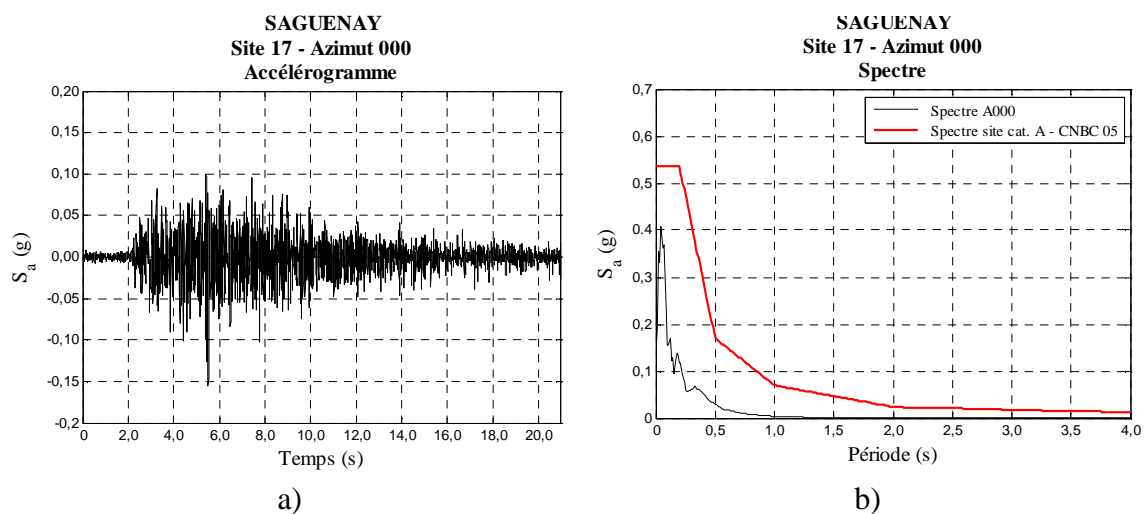 SAGUENAY
Site 17 - Azimut 000
Accélérogramme
0,20
0,15
0,10
0,05
0,00
-0,05
-0,10
-0,15
-0,2
S_a (g)
0 2,0 4,0 6,0 8,0 10,0 12,0 14,0 16,0 18,0 20,0
Temps (s)
a)
SAGUENAY
Site 17 - Azimut 000
Spectre
0,7
0,6
0,5
0,4
0,3
0,2
0,1
0
S_a (g)
Spectre A000
Spectre site cat. A - CNBC 05
0 0,5 1,0 1,5 2,0 2,5 3,0 3,5 4,0
Période (s)
b)